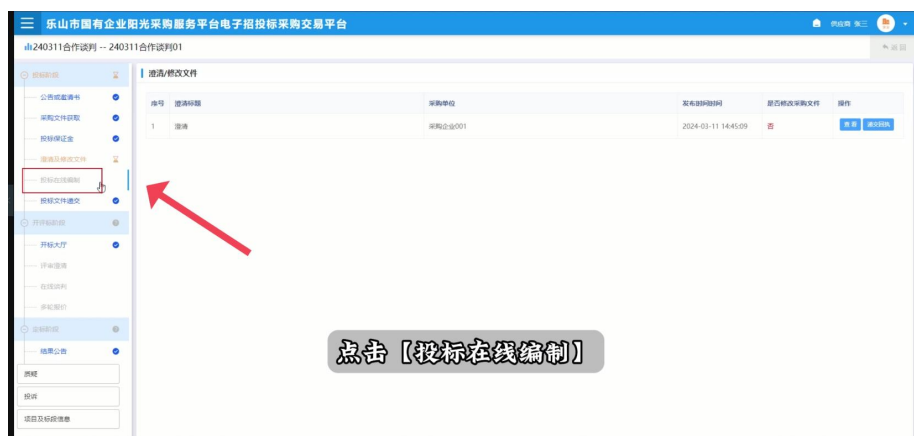 乐山市国有企业阳光采购服务平台电子招投标采购交易平台
供应商 张三
240311合作谈判 -- 240311合作谈判01
返回
投标阶段
澄清/修改文件
公告或邀请书
采购文件获取
投标保证金
澄清及修改文件
投标在线编制
投标文件递交
开评标阶段
开标大厅
评审澄清
在线谈判
多轮报价
定标阶段
结果公告
质疑
投诉
项目及标段信息
序号 澄清标题 采购单位 发布时间时间 是否修改采购文件 操作
1 澄清 采购企业001 2024-03-11 14:45:09 否 查看 递交回执
点击【投标在线编制】